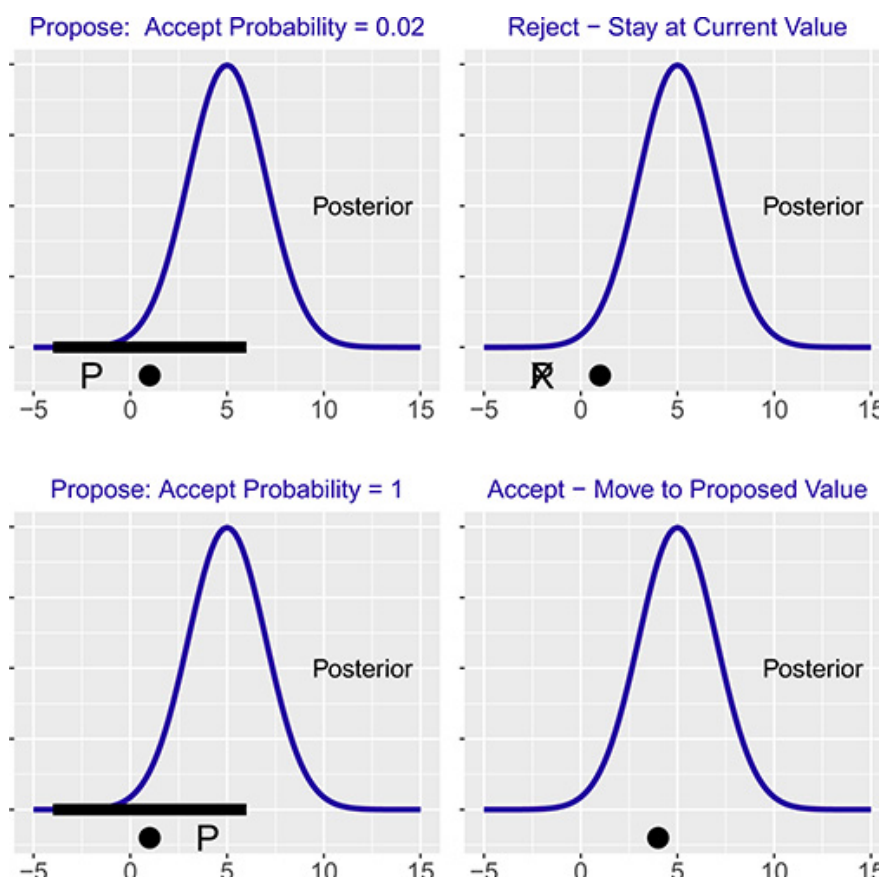 Propose:  Accept Probability = 0.02
Posterior
P
−5 0 5 10 15
Reject − Stay at Current Value
Posterior
P X
−5 0 5 10 15
Propose: Accept Probability = 1
Posterior
P
−5 0 5 10 15
Accept − Move to Proposed Value
Posterior
−5 0 5 10 15